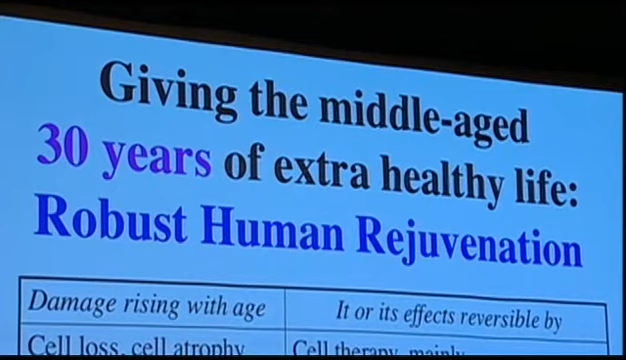 Giving the middle-aged
30 years of extra healthy life:
Robust Human Rejuvenation
Damage rising with age
It or its effects reversible by
Cell loss, cell atrophy
Cell therapy, mainly